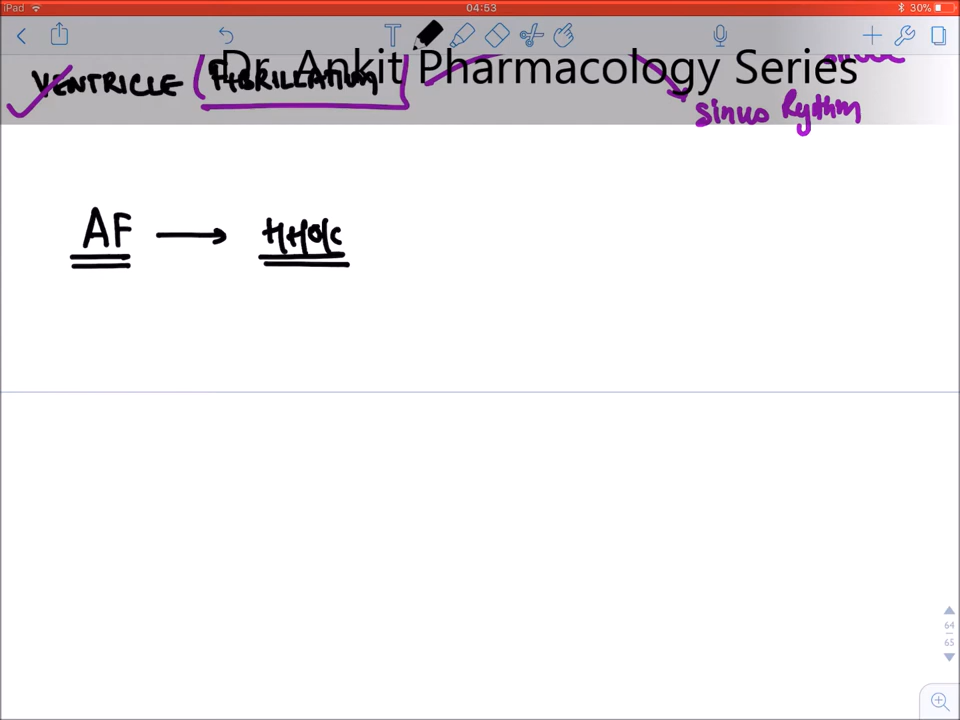 iPad 04:53 30%
Dr. Ankit Pharmacology Series
VENTRICLE FIBRILLATION
sinus Rythm
AF →
64
65